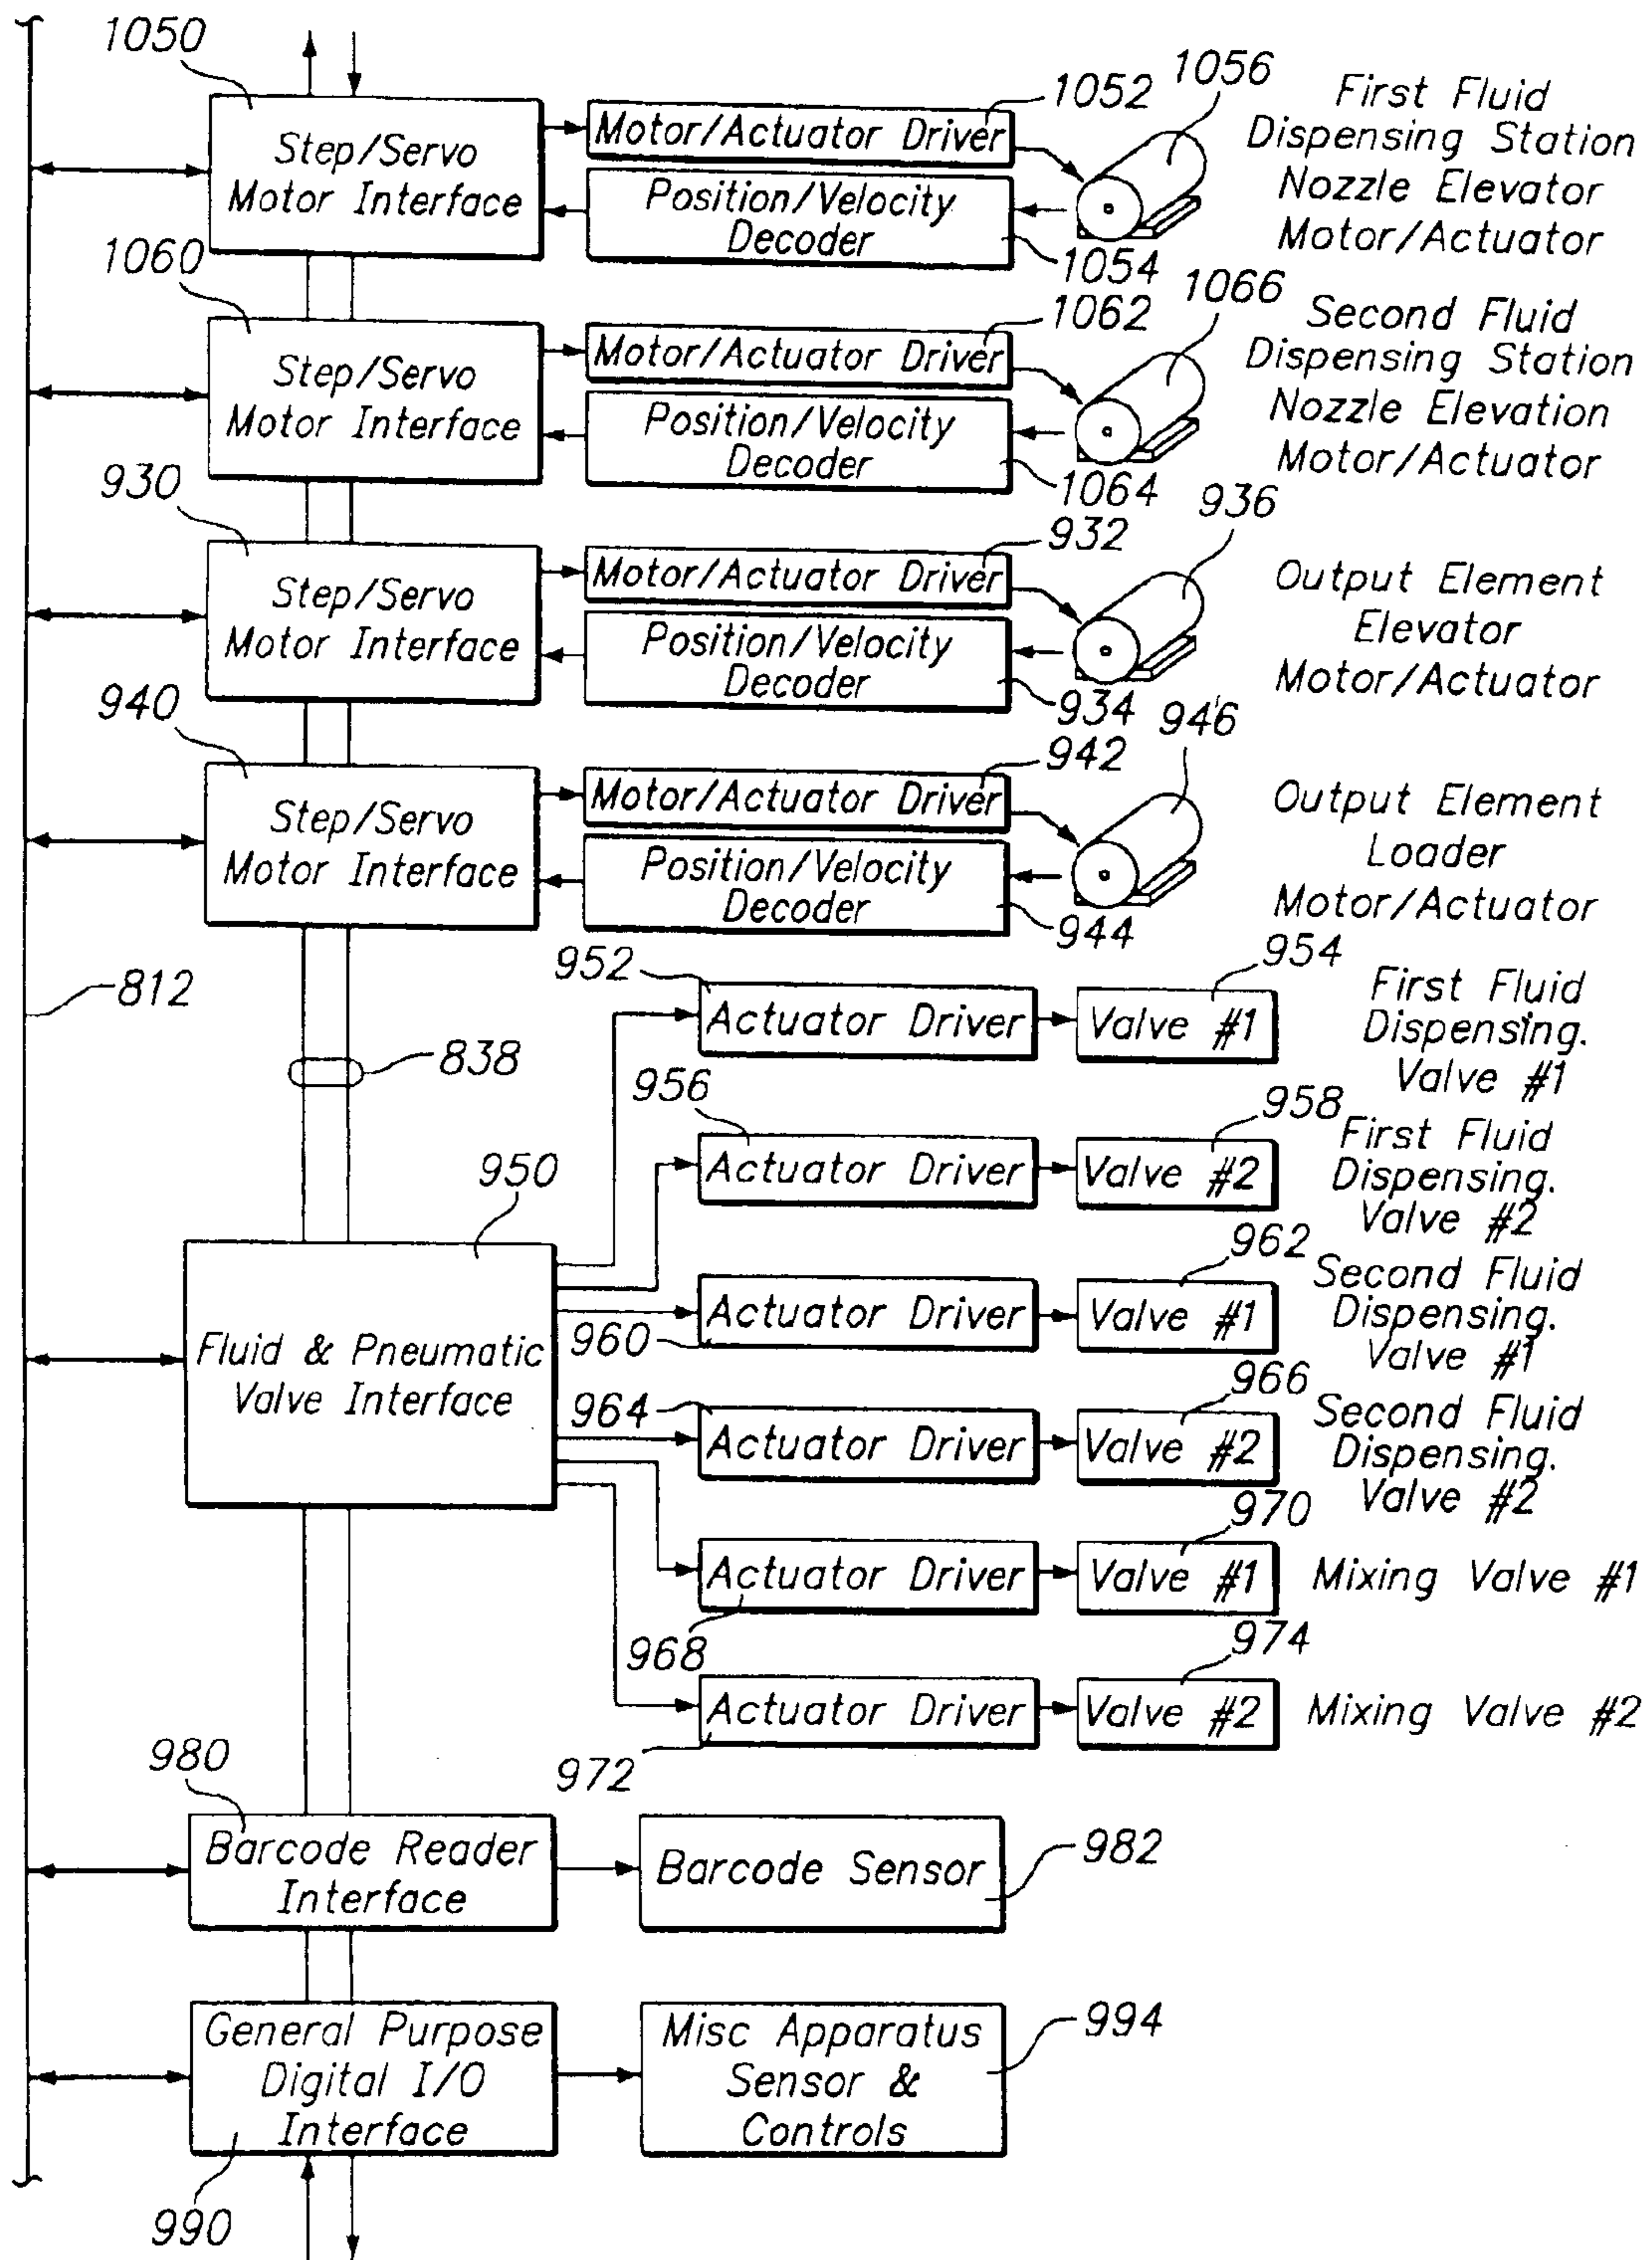 1050
Step/Servo
Motor Interface
1052
Motor/Actuator Driver
Position/Velocity
Decoder
1054
1056
First Fluid
Dispensing Station
Nozzle Elevator
Motor/Actuator
1060
Step/Servo
Motor Interface
1062
Motor/Actuator Driver
Position/Velocity
Decoder
1064
1066
Second Fluid
Dispensing Station
Nozzle Elevation
Motor/Actuator
930
Step/Servo
Motor Interface
932
Motor/Actuator Driver
Position/Velocity
Decoder
934
936
Output Element
Elevator
Motor/Actuator
940
Step/Servo
Motor Interface
942
Motor/Actuator Driver
Position/Velocity
Decoder
944
946
Output Element
Loader
Motor/Actuator
812
838
952
Actuator Driver
954
Valve #1
First Fluid
Dispensing.
Valve #1
956
Actuator Driver
958
Valve #2
First Fluid
Dispensing.
Valve #2
950
Fluid & Pneumatic
Valve Interface
960
Actuator Driver
962
Valve #1
Second Fluid
Dispensing.
Valve #1
964
Actuator Driver
966
Valve #2
Second Fluid
Dispensing.
Valve #2
968
Actuator Driver
970
Valve #1
Mixing Valve #1
972
Actuator Driver
974
Valve #2
Mixing Valve #2
980
Barcode Reader
Interface
Barcode Sensor
982
General Purpose
Digital I/O
Interface
990
Misc Apparatus
Sensor &
Controls
994